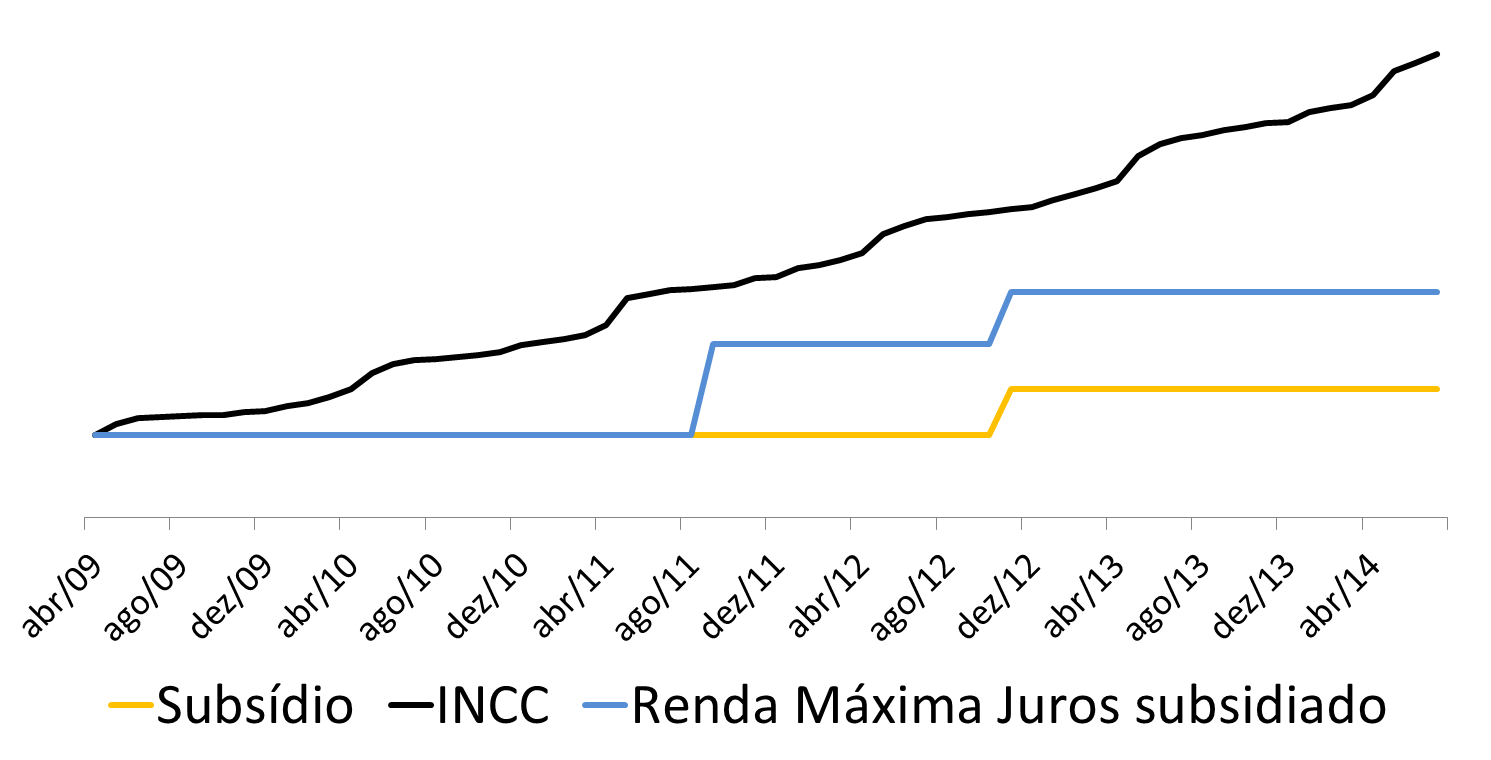 abr/09
ago/09
dez/09
abr/10
ago/10
dez/10
abr/11
ago/11
dez/11
abr/12
ago/12
dez/12
abr/13
ago/13
dez/13
abr/14
Subsídio INCC Renda Máxima Juros subsidiado